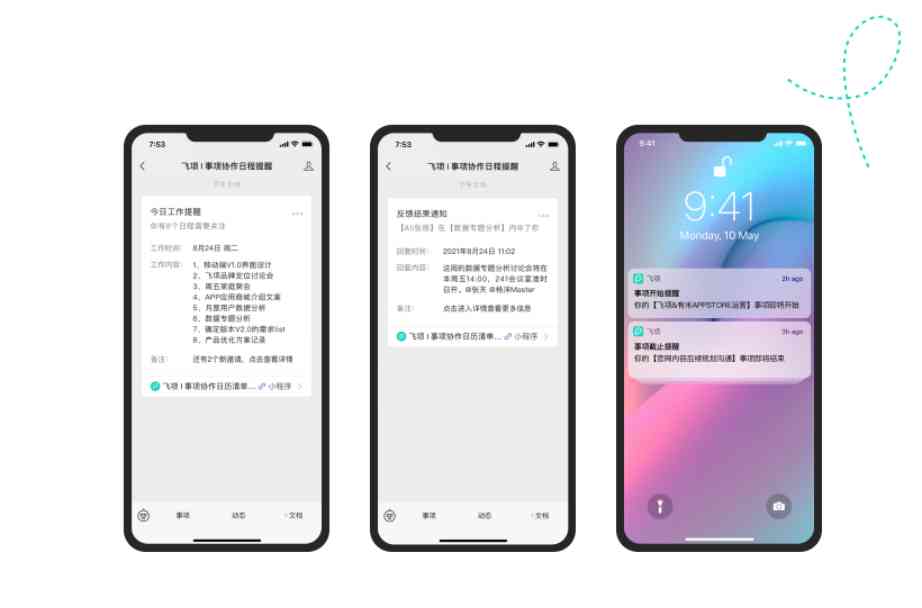 7:53
飞项 I 事项协作日程提醒
今日工作提醒
你有8个日程需要关注
工作时间： 8月24日 周二
工作内容： 1、移动端V1.0界面设计
2、飞项品牌定位讨论会
3、周五家庭聚会
4、APP应用商城介绍文案
5、月度用户数据分析
6、数据专题分析
7、确定版本V2.0的需求list
8、产品优化方案记录
备注： 还有2个新邀请，点击查看详情
飞项 I 事项协作日历清单... 小程序
事项 动态 文档
7:53
飞项 I 事项协作日程提醒
反馈结果通知
在【数据专题分析】内@了你
回复时间： 2021年8月24日 11:02
回复内容： 这周的数据专题分析讨论会将在
本周五14:00，241会议室准时
召开。@张天 @杨洋Master
备注： 点击进入详情查看更多信息
飞项 I 事项协作日历清单... 小程序
事项 动态 文档
9:41
9:41
Monday, 10 May
飞项 2h ago
事项开始提醒
你的【飞项&有米APPSTORE运营】事项即将开始
飞项 3h ago
事项截止提醒
你的【官网内容后续规划沟通】事项即将结束